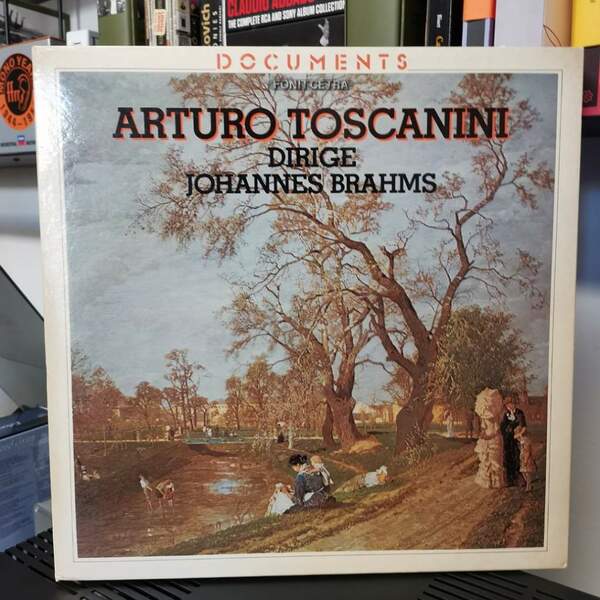 CLAUDIO ABBADO
THE COMPLETE RCA AND SONY ALBUM COLLECTION
DOCUMENTS
FONIT CETRA
ARTURO TOSCANINI
DIRIGE
JOHANNES BRAHMS